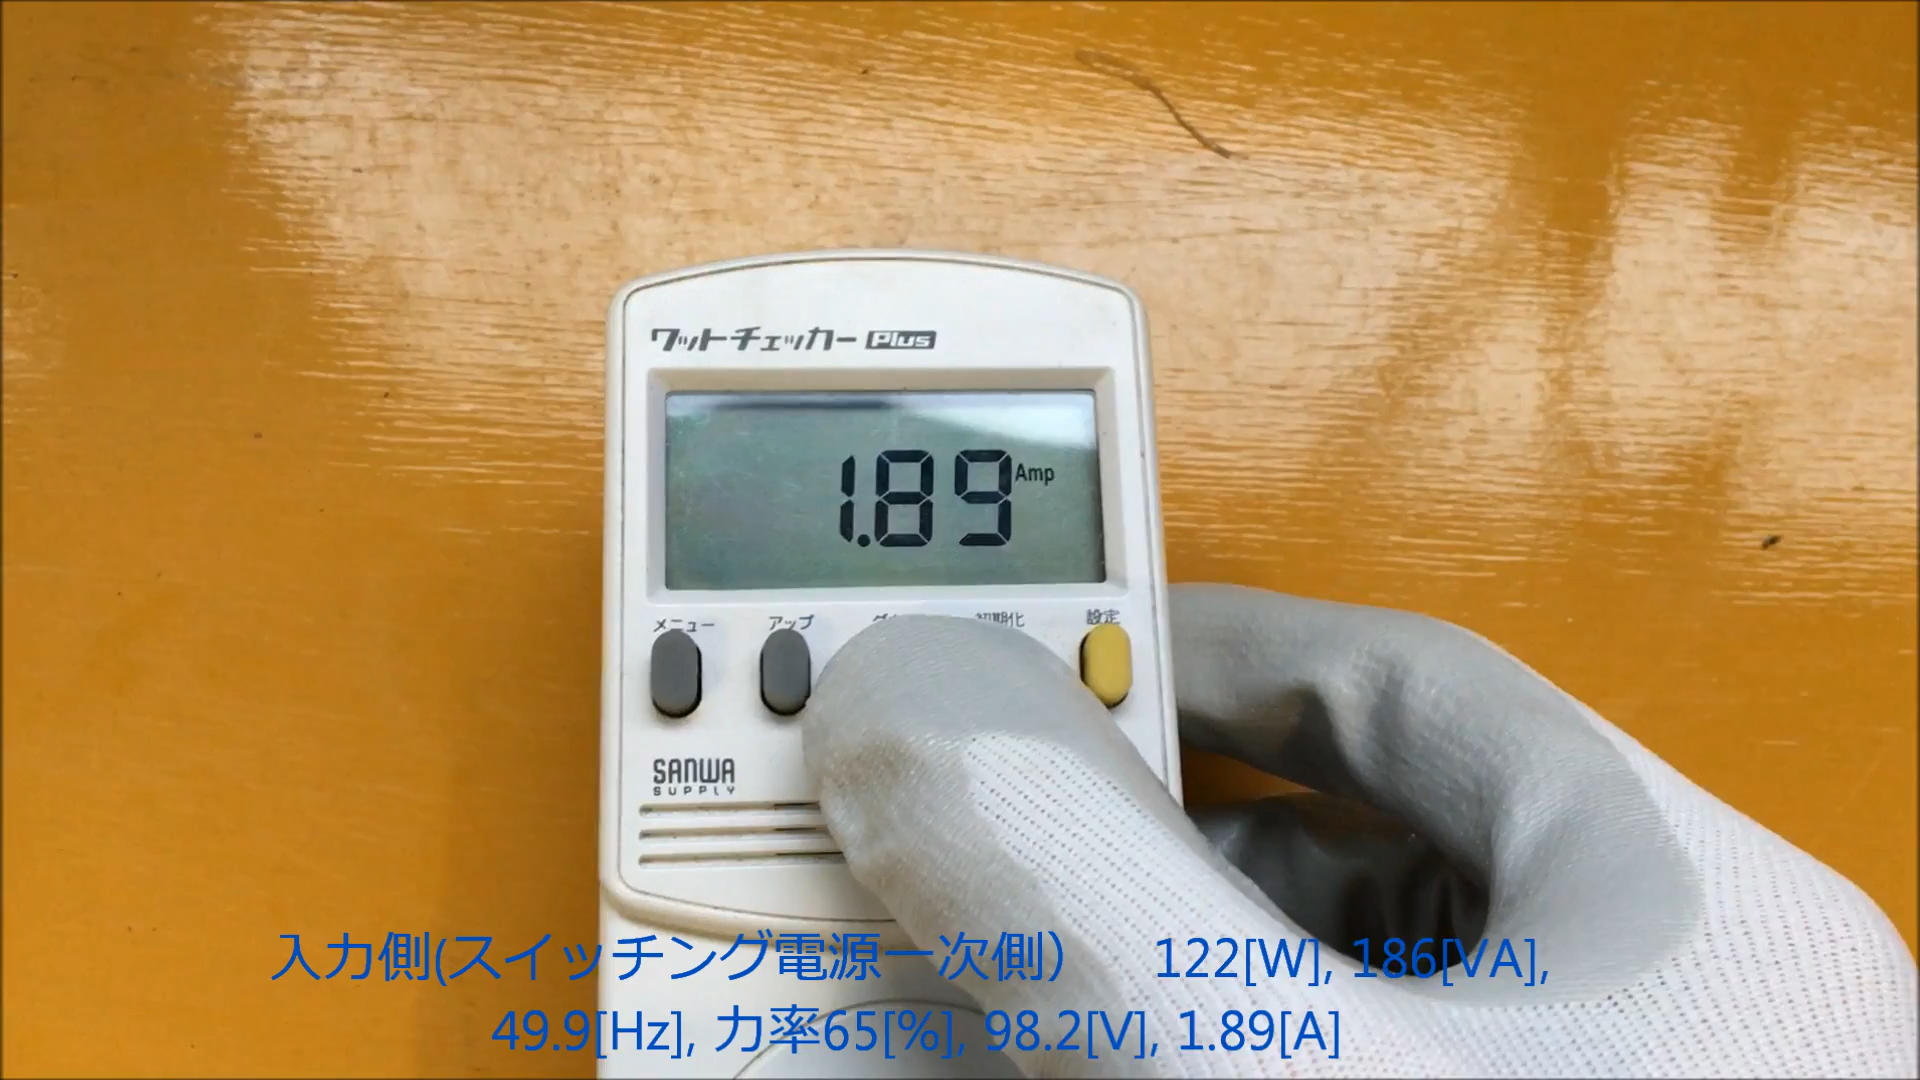 ワットチェッカー Plus
1.89 Amp
メニュー アップ 初期化 設定
SANWA
SUPPLY
入力側(スイッチング電源一次側） 122[W], 186[VA],
49.9[Hz], 力率65[%], 98.2[V], 1.89[A]